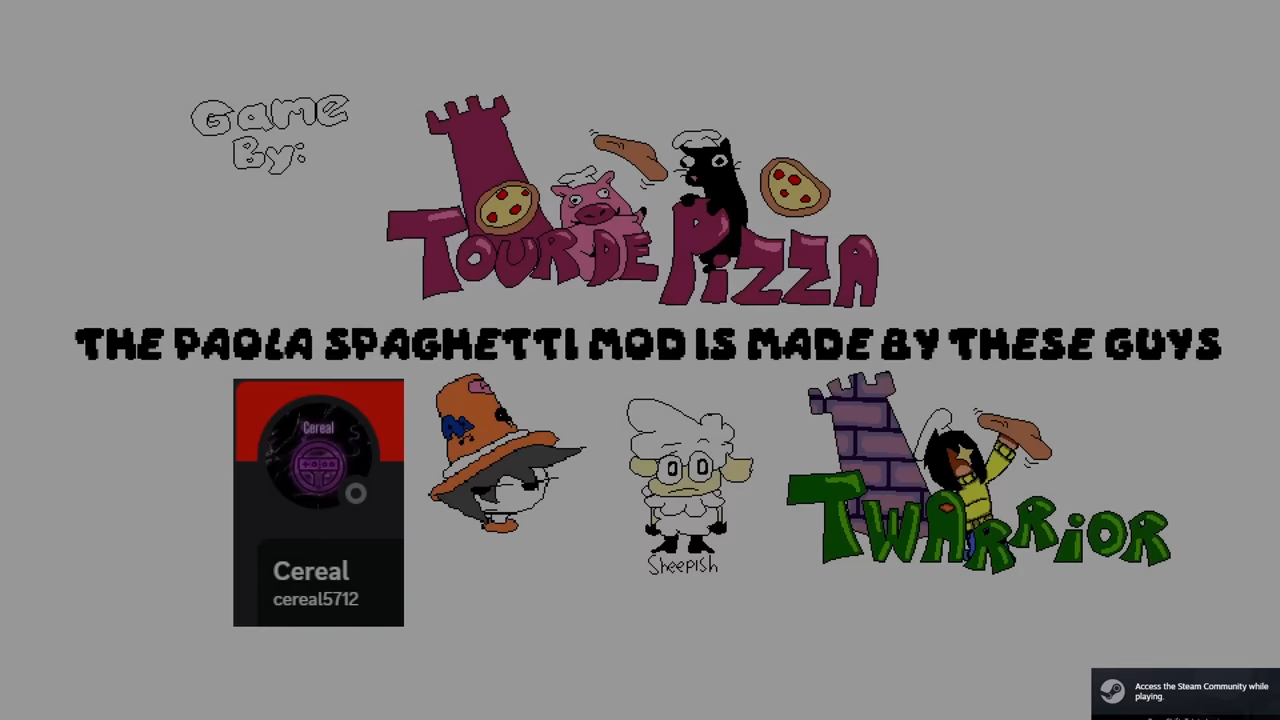 Game
By:
TOUR DE PIZZA
THE PAOLA SPAGHETTI MOD IS MADE BY THESE GUYS
Cereal
Cereal
cereal5712
Sheepish
TWARRIOR
Access the Steam Community while
playing.